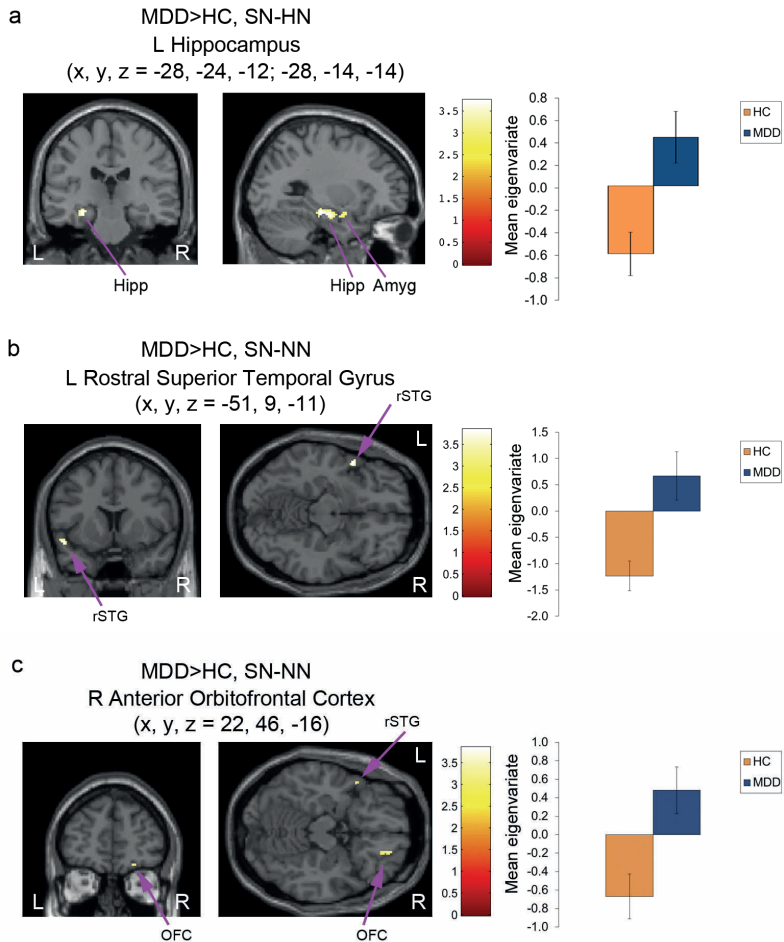 a
MDD>HC, SN-HN
L Hippocampus
(x, y, z = -28, -24, -12; -28, -14, -14)
L
R
Hipp
Hipp
Amyg
3.5
3
2.5
2
1.5
1
0.5
0
Mean eigenvariate
0.8
0.6
0.4
0.2
0.0
-0.2
-0.4
-0.6
-0.8
-1.0
HC
MDD
b
MDD>HC, SN-NN
L Rostral Superior Temporal Gyrus
(x, y, z = -51, 9, -11)
rSTG
L
R
rSTG
L
R
3.5
3
2.5
2
1.5
1
0.5
0
Mean eigenvariate
1.5
1.0
0.5
0.0
-0.5
-1.0
-1.5
-2.0
HC
MDD
c
MDD>HC, SN-NN
R Anterior Orbitofrontal Cortex
(x, y, z = 22, 46, -16)
rSTG
L
R
OFC
L
R
OFC
3.5
3
2.5
2
1.5
1
0.5
0
Mean eigenvariate
1.0
0.8
0.6
0.4
0.2
0.0
-0.2
-0.4
-0.6
-0.8
-1.0
HC
MDD